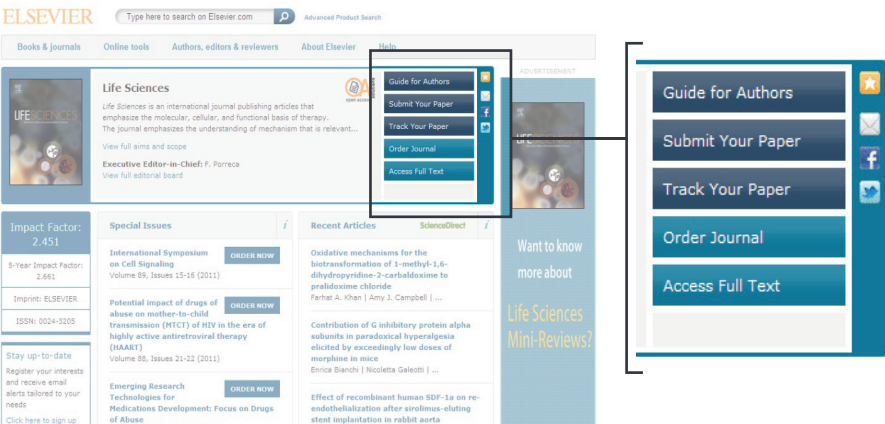 ELSEVIER
Type here to search on Elsevier.com
Advanced Product Search
Books & journals
Online tools
Authors, editors & reviewers
About Elsevier
Help
LIFE SCIENCES
Life Sciences
Life Sciences is an international journal publishing articles that
emphasize the molecular, cellular, and functional basis of therapy.
The journal emphasizes the understanding of mechanism that is relevant...
View full aims and scope
Executive Editor-in-Chief: F. Porreca
View full editorial board
OA
open access
Guide for Authors
Submit Your Paper
Track Your Paper
Order Journal
Access Full Text
ADVERTISEMENT
Want to know
more about
Life Sciences
Mini-Reviews?
Guide for Authors
Submit Your Paper
Track Your Paper
Order Journal
Access Full Text
Impact Factor:
2.451
5-Year Impact Factor:
2.661
Imprint: ELSEVIER
ISSN: 0024-3205
Stay up-to-date
Register your interests
and receive email
alerts tailored to your
needs
Click here to sign up
Special Issues
i
International Symposium
on Cell Signaling
Volume 89, Issues 15-16 (2011)
ORDER NOW
Potential impact of drugs of
abuse on mother-to-child
transmission (MTCT) of HIV in the era of
highly active antiretroviral therapy
(HAART)
Volume 88, Issues 21-22 (2011)
ORDER NOW
Emerging Research
Technologies for
Medications Development: Focus on Drugs
of Abuse
ORDER NOW
Recent Articles
ScienceDirect
i
Oxidative mechanisms for the
biotransformation of 1-methyl-1,6-
dihydropyridine-2-carbaldoxime to
pralidoxime chloride
Farhat A. Khan | Amy J. Campbell | ...
Contribution of G inhibitory protein alpha
subunits in paradoxical hyperalgesia
elicited by exceedingly low doses of
morphine in mice
Enrica Bianchi | Nicoletta Galeotti | ...
Effect of recombinant human SDF-1α on re-
endothelialization after sirolimus-eluting
stent implantation in rabbit aorta